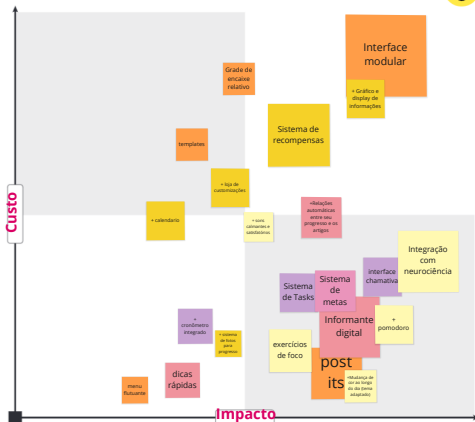 Interface
modular
Grade de
encaixe
relativo
+ Gráfico e
display de
informações
Sistema de
recompensas
templates
+ loja de
customizações
+Relações
automáticas
entre seu
progresso e os
artigos
+ calendario
+ sons
calmantes e
satisfatórios
Custo
Integração
com
neurociência
interface
chamativa
Sistema
de
metas
Sistema
de Tasks
Informante
digital
+
pomodoro
+
cronômetro
integrado
+ sistema
de fotos
para
progresso
exercícios
de foco
post
its
dicas
rápidas
+Mudança de
cor ao longo
do dia (tema
adaptado)
menu
flutuante
Impacto